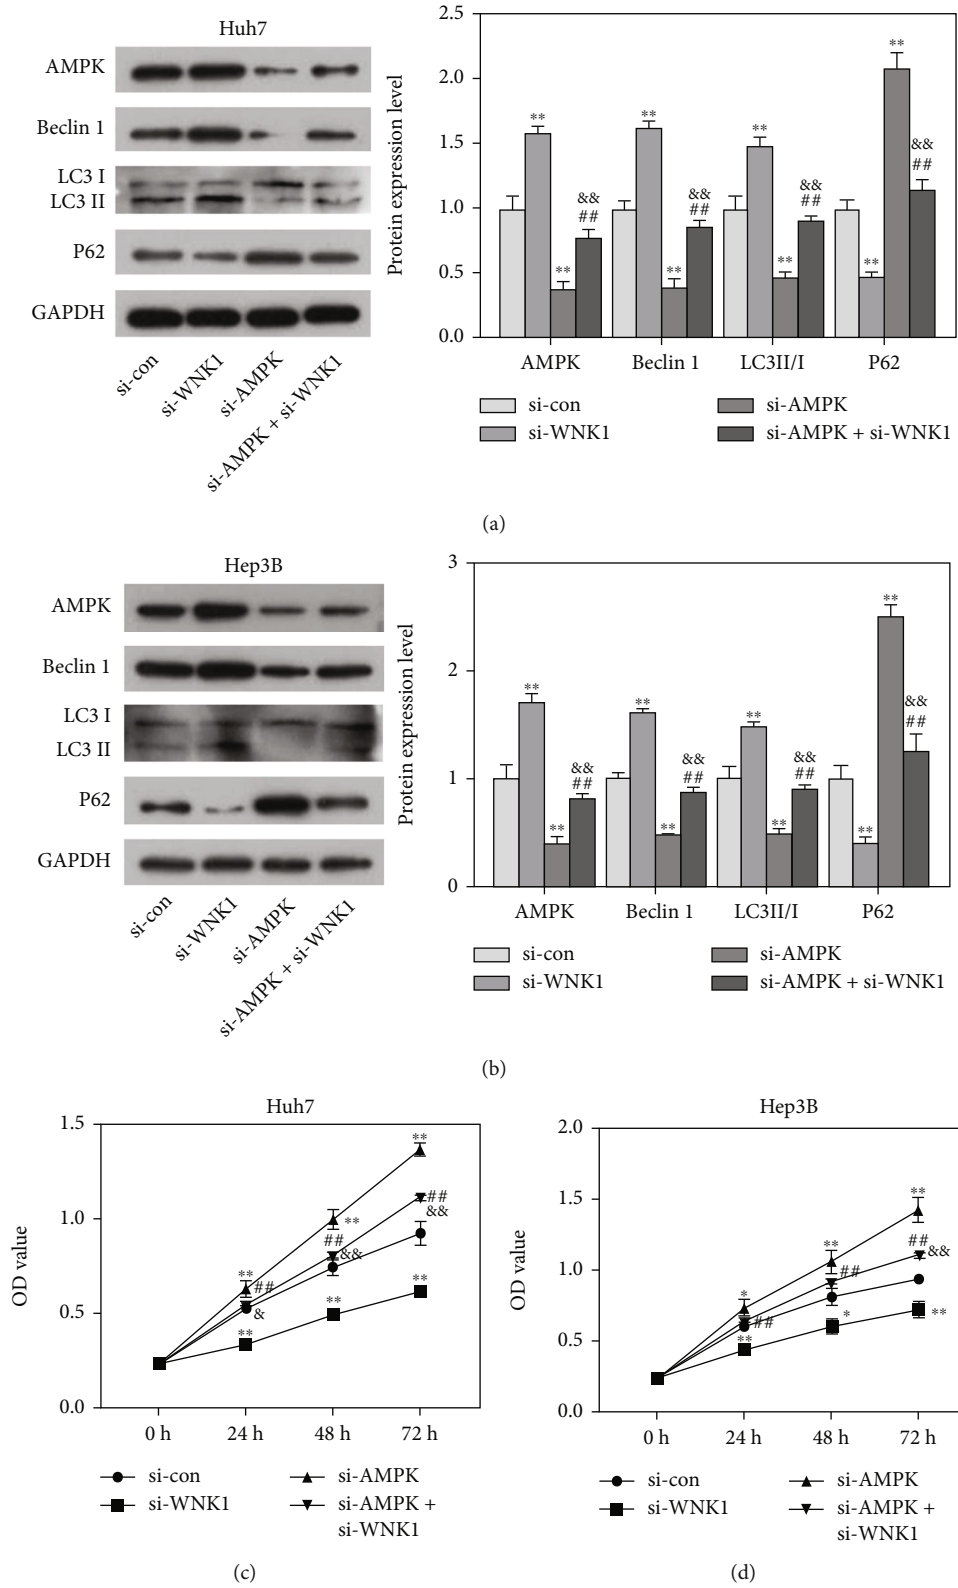 Huh7
AMPK
Beclin 1
LC3 I
LC3 II
P62
GAPDH
si-con
si-WNK1
si-AMPK
si-AMPK + si-WNK1
Protein expression level
2.5
2.0
1.5
1.0
0.5
0.0
**
**
&&
##
**
**
&&
##
**
**
&&
##
**
**
&&
##
AMPK
Beclin 1
LC3II/I
P62
si-con
si-AMPK
si-WNK1
si-AMPK + si-WNK1
(a)
Hep3B
AMPK
Beclin 1
LC3 I
LC3 II
P62
GAPDH
si-con
si-WNK1
si-AMPK
si-AMPK + si-WNK1
Protein expression level
3
2
1
0
**
**
&&
##
**
**
&&
##
**
**
&&
##
**
**
&&
##
AMPK
Beclin 1
LC3II/I
P62
si-con
si-AMPK
si-WNK1
si-AMPK + si-WNK1
(b)
Huh7
OD value
1.5
1.0
0.5
0.0
**
##
&
**
**
##
&&
**
**
##
&&
**
0 h
24 h
48 h
72 h
si-con
si-AMPK
si-WNK1
si-AMPK +
si-WNK1
(c)
Hep3B
OD value
2.0
1.5
1.0
0.5
0.0
*
##
**
**
##
*
**
##
&&
**
0 h
24 h
48 h
72 h
si-con
si-AMPK
si-WNK1
si-AMPK +
si-WNK1
(d)